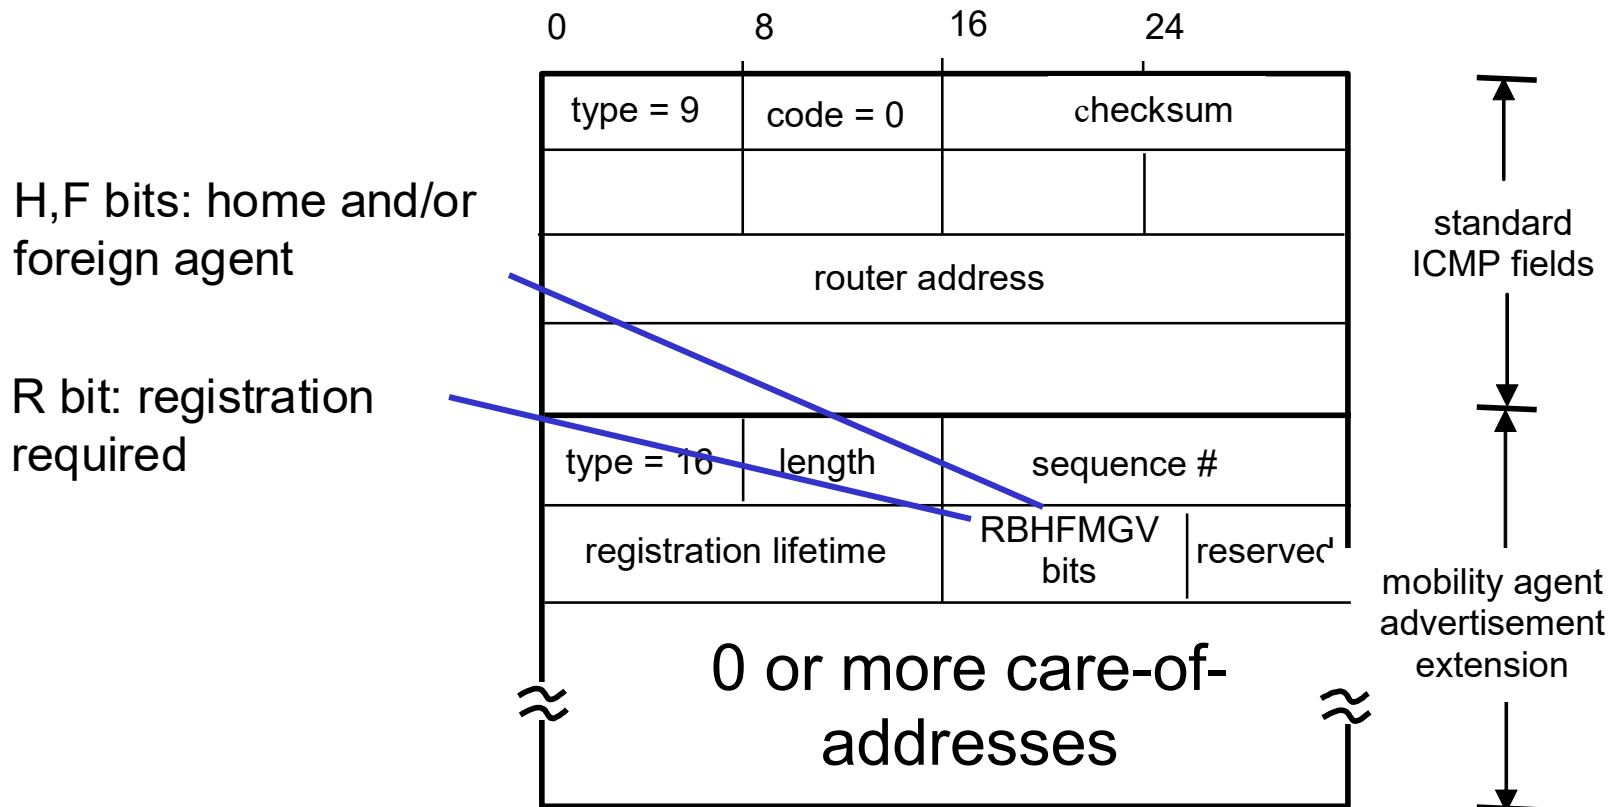 0 8 16 24
type = 9 code = 0 checksum
H,F bits: home and/or
foreign agent
standard
ICMP fields
router address
R bit: registration
required
type = 16 length sequence #
registration lifetime RBHFMGV
bits reserved
mobility agent
advertisement
extension
0 or more care-of-
addresses